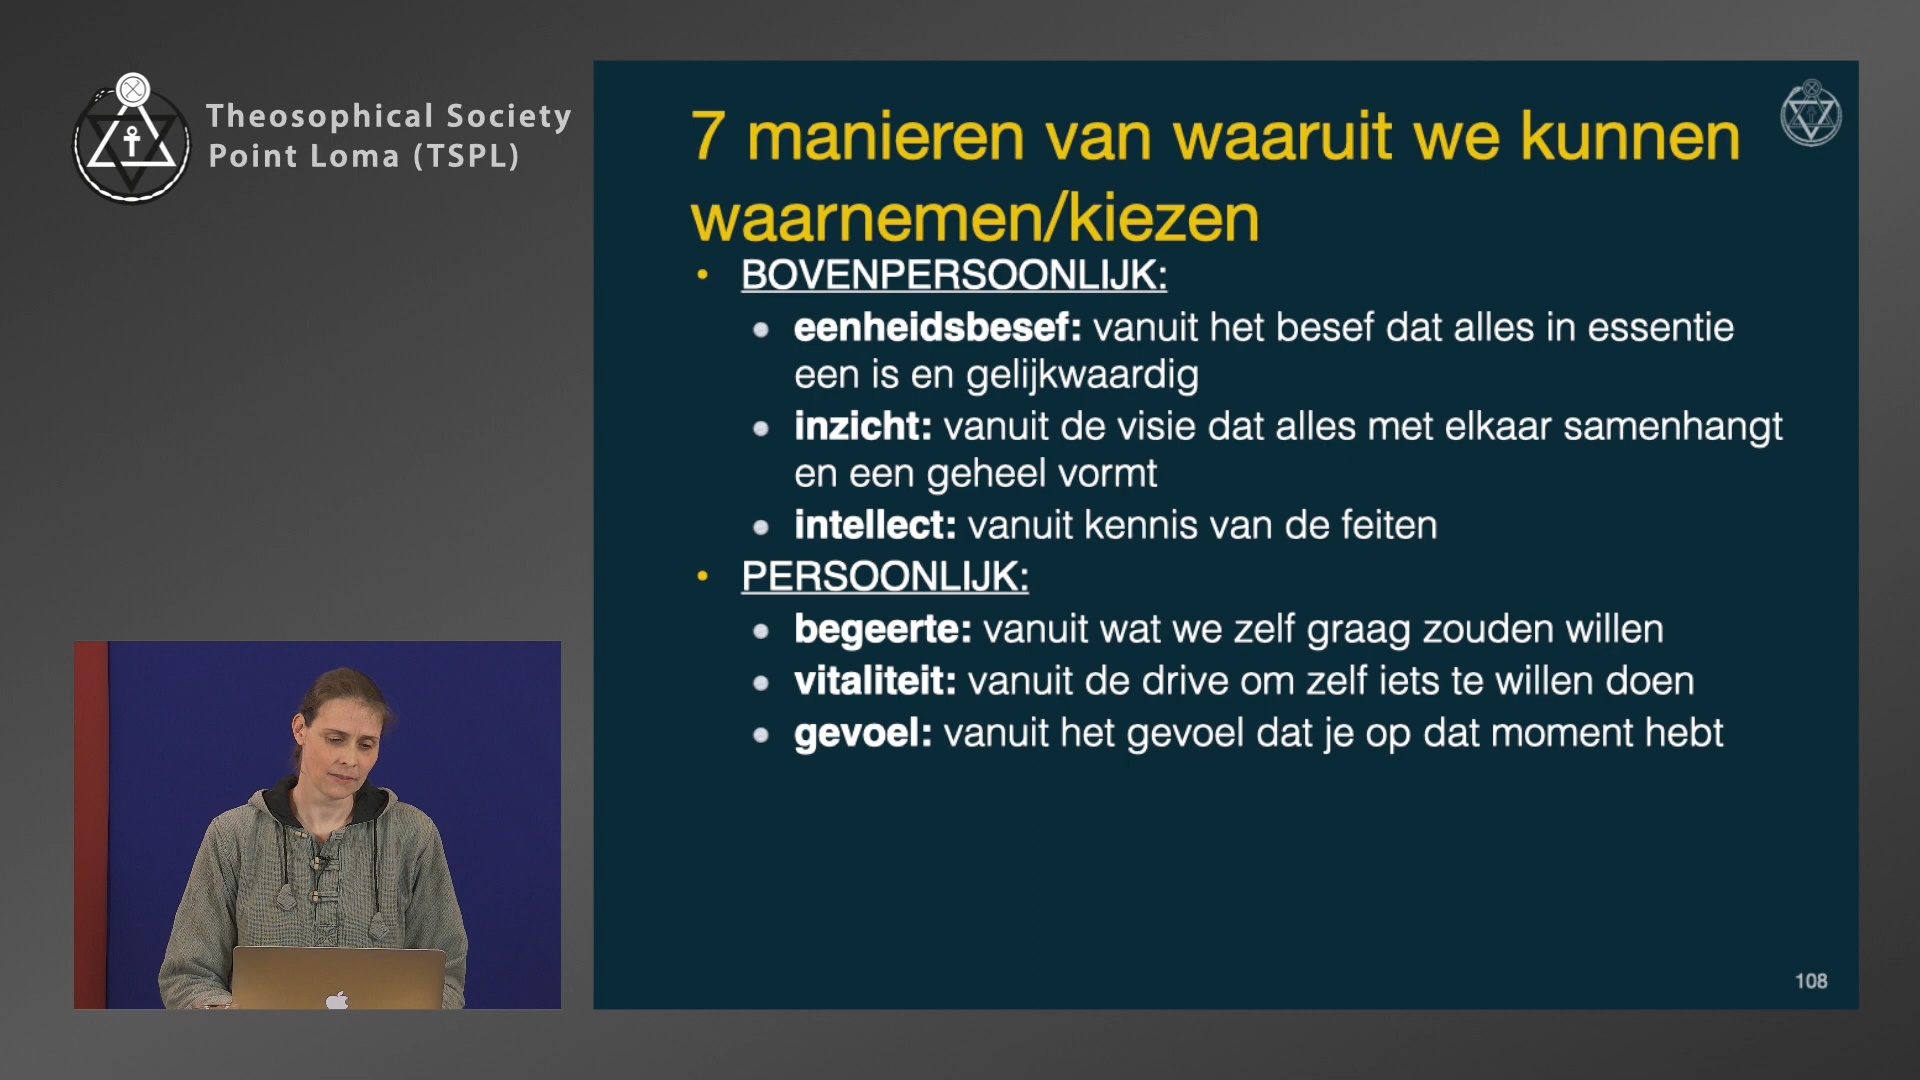 Theosophical Society
Point Loma (TSPL)
7 manieren van waaruit we kunnen
waarnemen/kiezen
• BOVENPERSOONLIJK:
• eenheidsbesef: vanuit het besef dat alles in essentie
een is en gelijkwaardig
• inzicht: vanuit de visie dat alles met elkaar samenhangt
en een geheel vormt
• intellect: vanuit kennis van de feiten
• PERSOONLIJK:
• begeerte: vanuit wat we zelf graag zouden willen
• vitaliteit: vanuit de drive om zelf iets te willen doen
• gevoel: vanuit het gevoel dat je op dat moment hebt
108